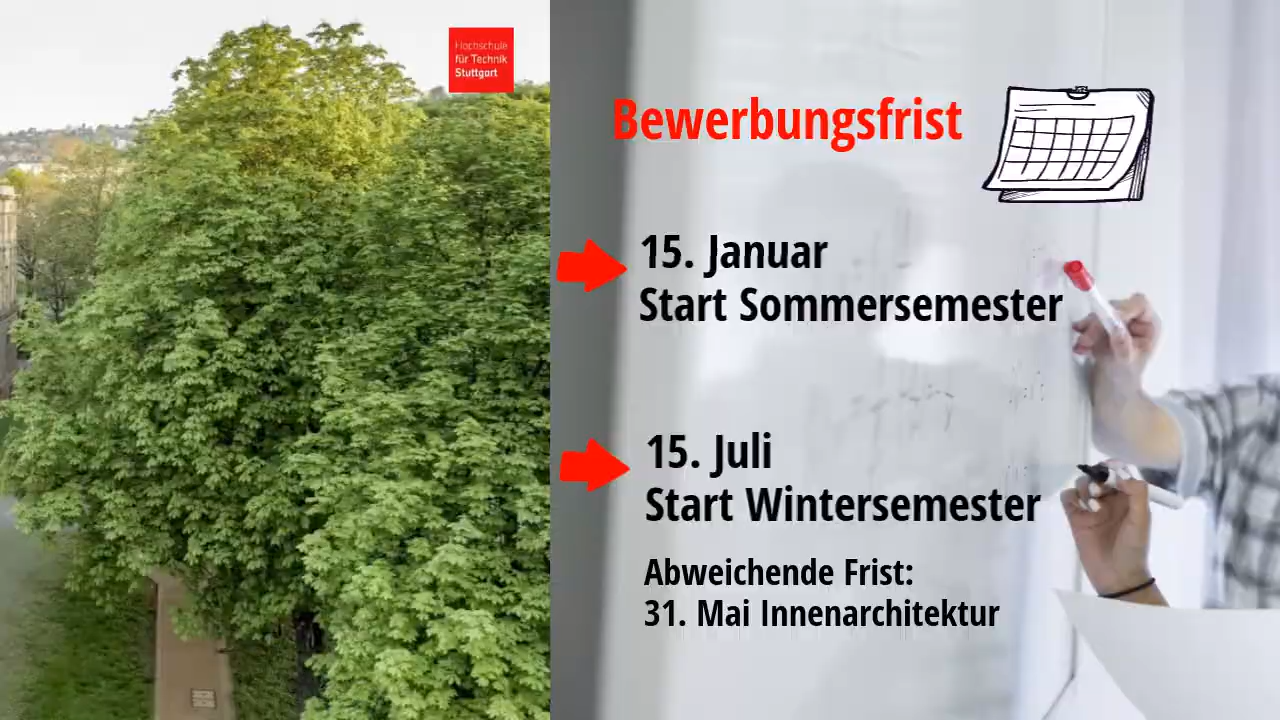 Hochschule
für Technik
Stuttgart
Bewerbungsfrist
15. Januar
Start Sommersemester
15. Juli
Start Wintersemester
Abweichende Frist:
31. Mai Innenarchitektur